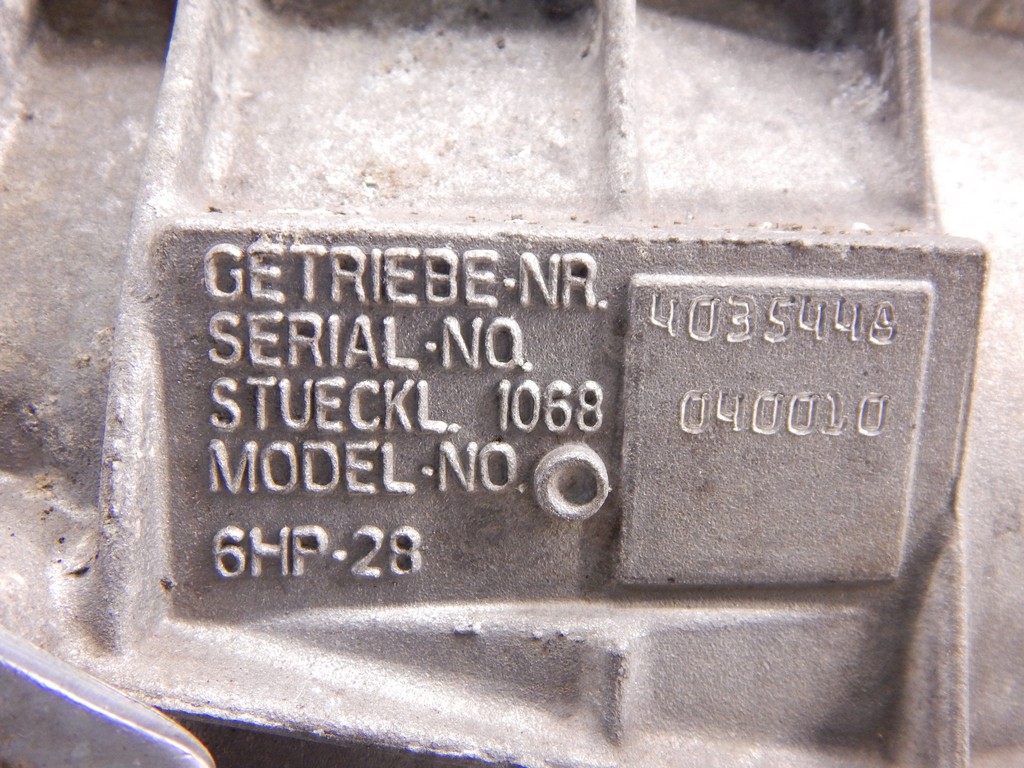 GETRIEBE-NR. 4035448
SERIAL-NO.
STUECKL. 1068 040010
MODEL-NO.
6HP-28